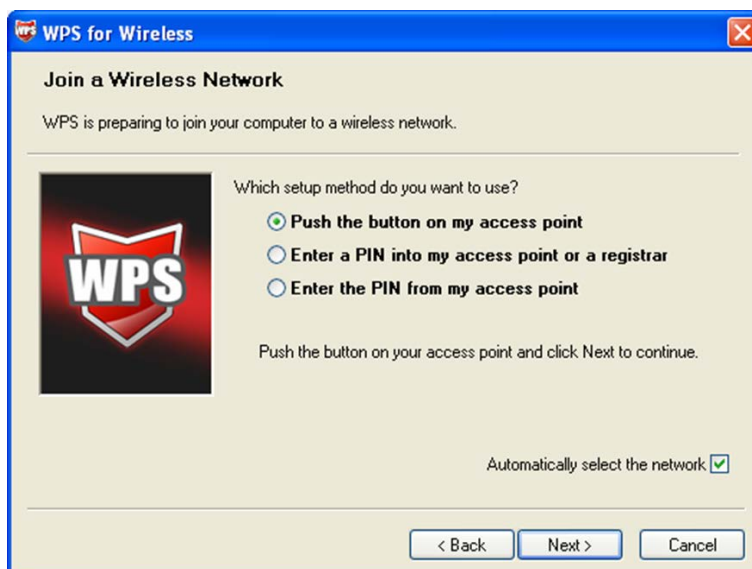 WPS for Wireless
Join a Wireless Network
WPS is preparing to join your computer to a wireless network.
Which setup method do you want to use?
Push the button on my access point
Enter a PIN into my access point or a registrar
WPS
Enter the PIN from my access point
Push the button on your access point and click Next to continue.
Automatically select the network
< Back Next > Cancel